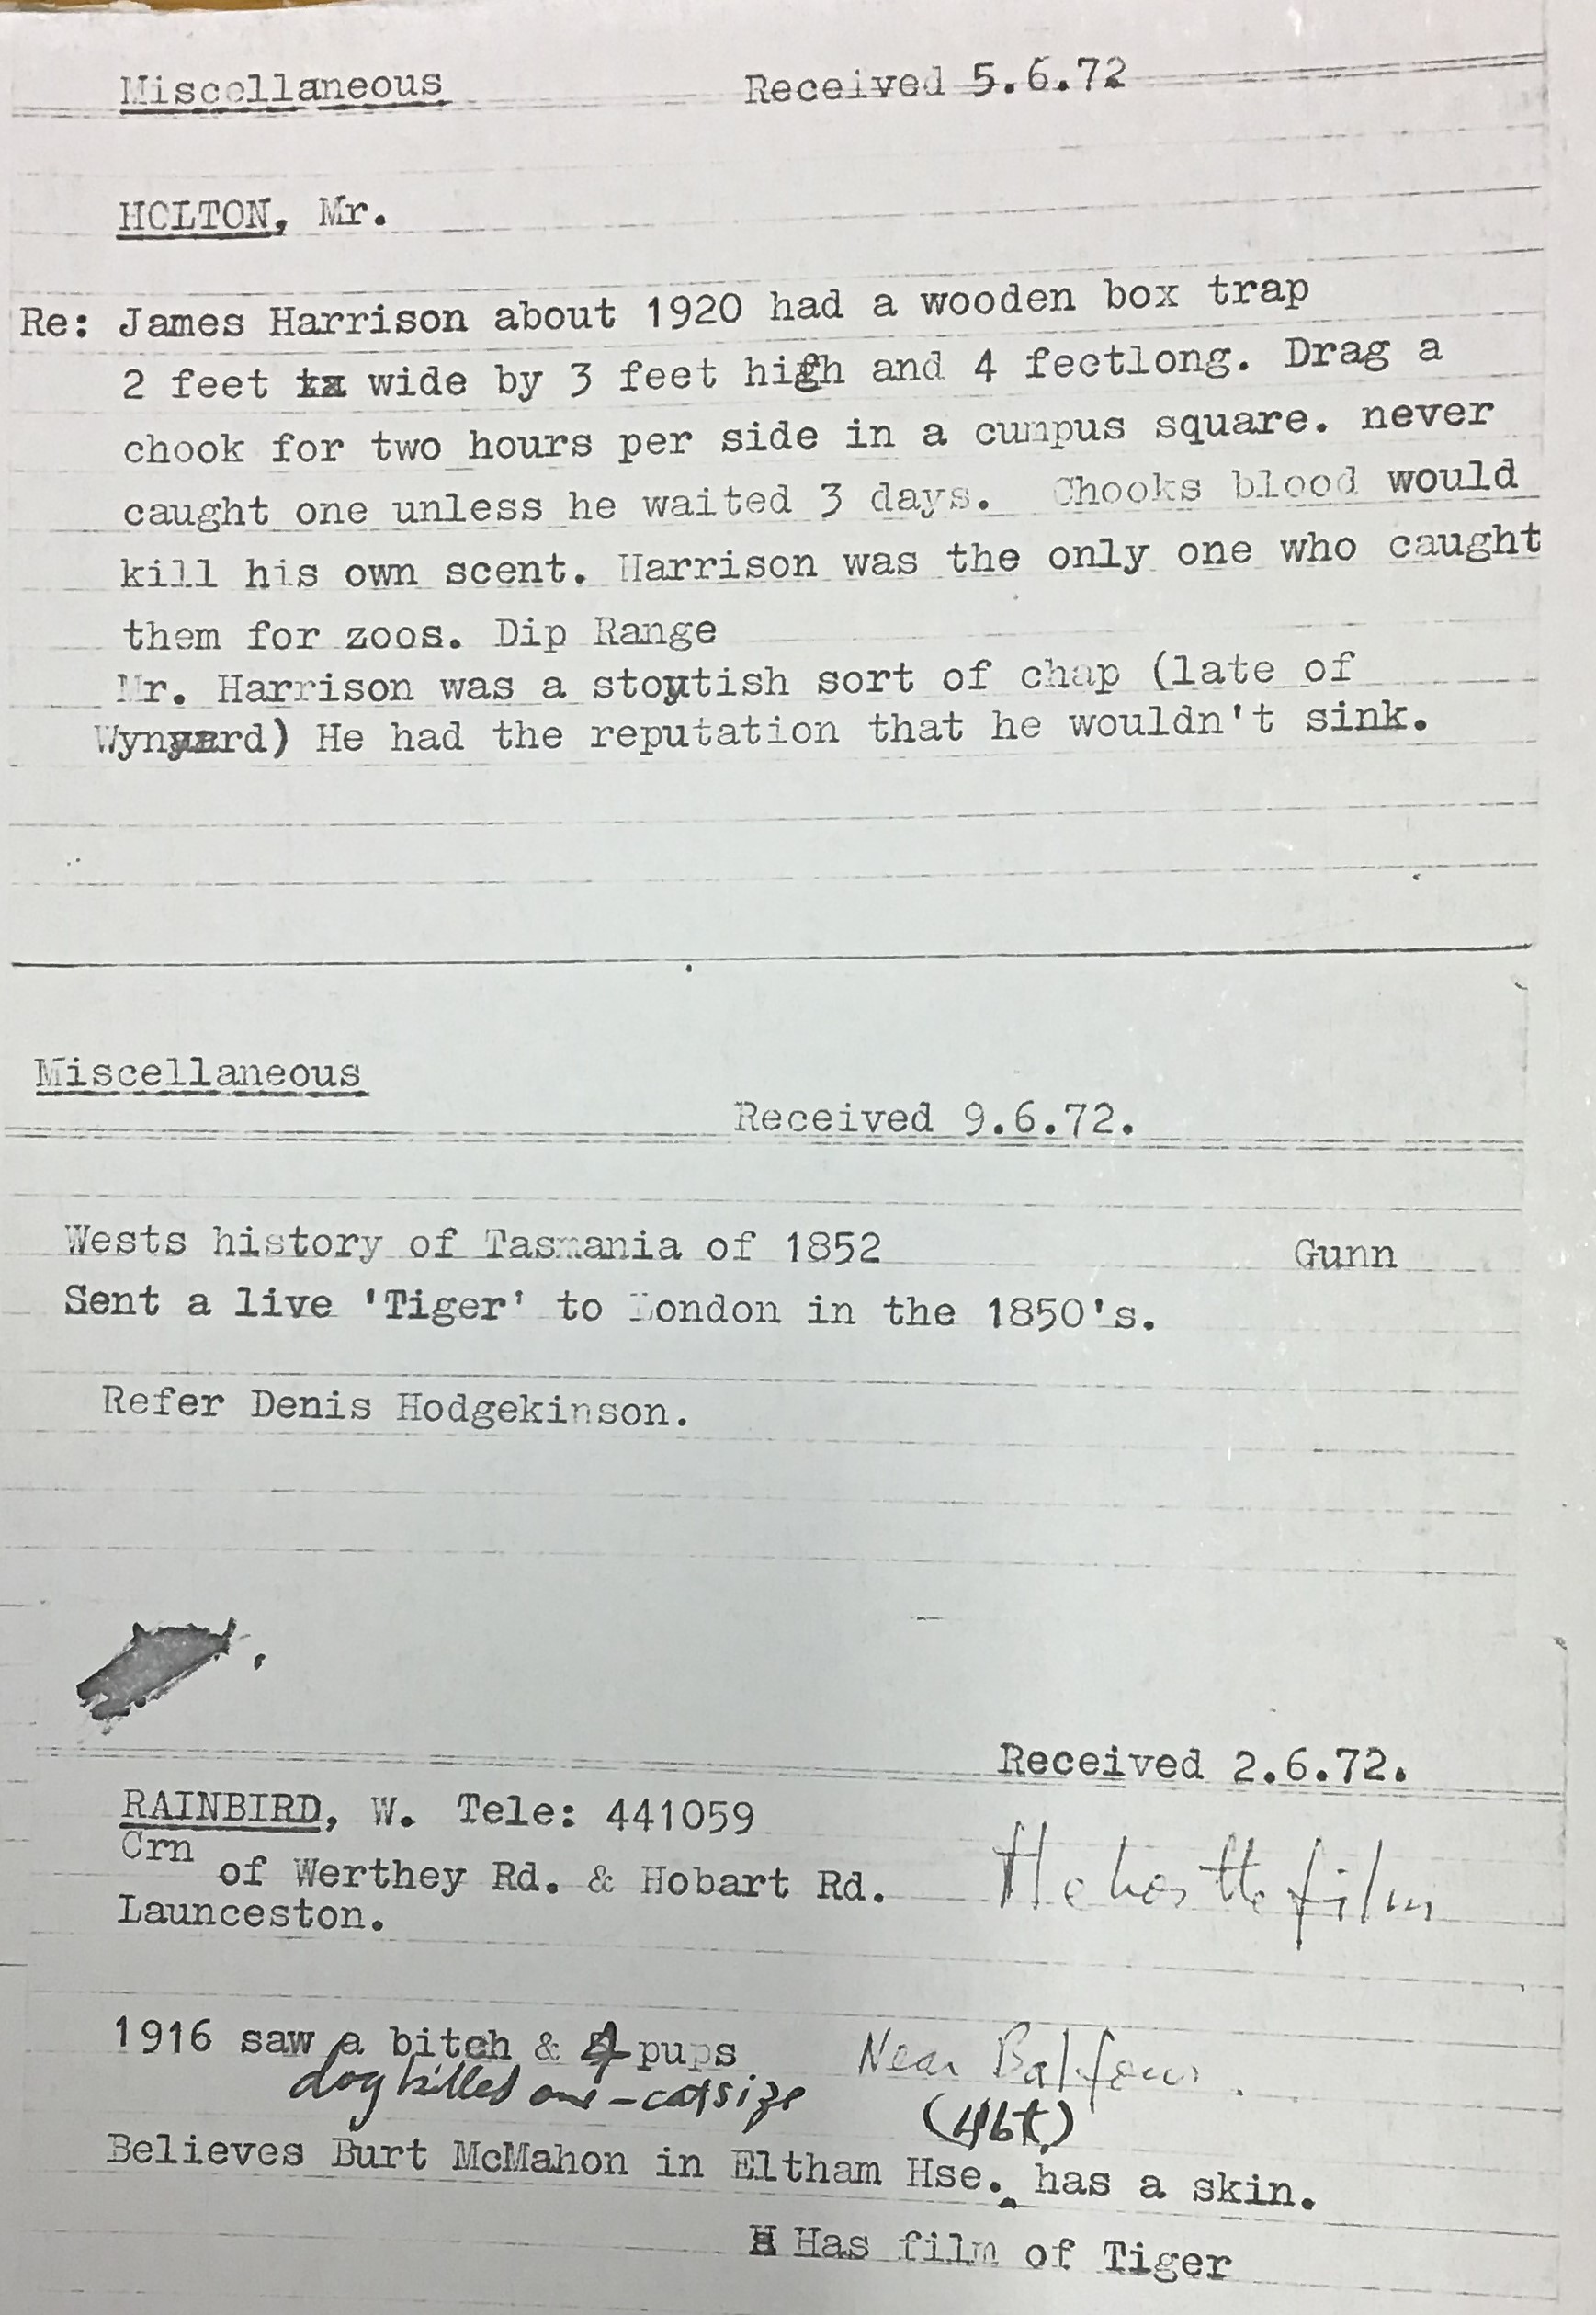 Miscellaneous Received 5.6.72
HOLTON, Mr.
Re: James Harrison about 1920 had a wooden box trap
2 feet wide by 3 feet high and 4 feetlong. Drag a
chook for two hours per side in a cumpus square. never
caught one unless he waited 3 days. Chooks blood would
kill his own scent. Harrison was the only one who caught
them for zoos. Dip Range
Mr. Harrison was a stoutish sort of chap (late of
Wynyard) He had the reputation that he wouldn't sink.
Miscellaneous
Received 9.6.72.
Wests history of Tasmania of 1852 Gunn
Sent a live 'Tiger' to London in the 1850's.
Refer Denis Hodgekinson.
Received 2.6.72.
RAINBIRD, W. Tele: 441059
Crn
of Werthey Rd. & Hobart Rd. He has the film
Launceston.
1916 saw a bitch & 4 pups Near Balfour.
dog killed one - cat size
Believes Burt McMahon in Eltham Hse. has a skin.
Has film of Tiger